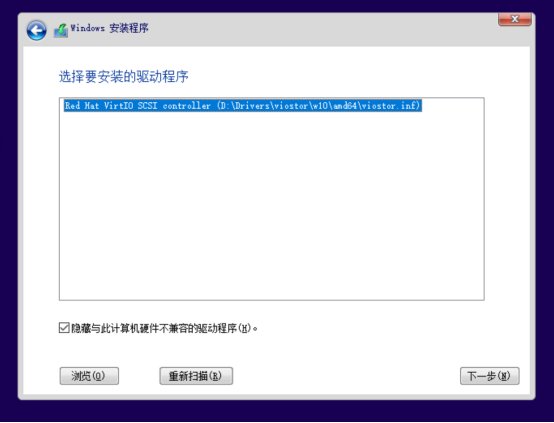 Windows 安装程序
选择要安装的驱动程序
Red Hat VirtIO SCSI controller (D:\Drivers\viostor\w10\amd64\viostor.inf)
隐藏与此计算机硬件不兼容的驱动程序(H)。
浏览(O)
重新扫描(R)
下一步(N)